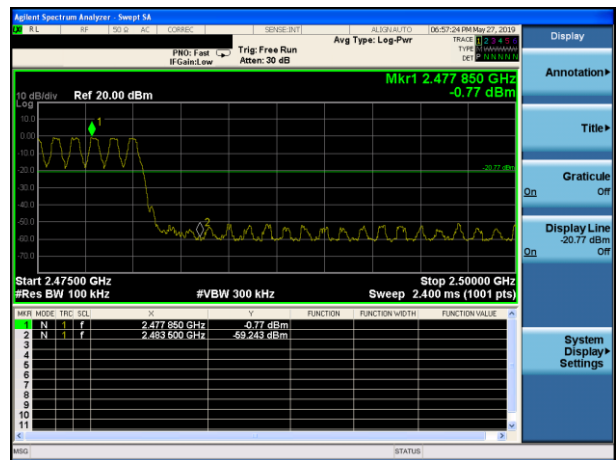 Agilent Spectrum Analyzer - Swept SA
RL RF 50 Ω AC CORREC SENSE:INT ALIGNAUTO 06:57:24 PM May 27, 2019
PNO: Fast Trig: Free Run Avg Type: Log-Pwr TRACE 1 2 3 4 5 6
IFGain:Low Atten: 30 dB TYPE M
DET P N N N N N
Mkr1 2.477 850 GHz
-0.77 dBm
10 dB/div Ref 20.00 dBm
Log
10.0
0.00
-10.0
-20.0
-30.0
-40.0
-50.0
-60.0
-70.0
1
2
-20.77 dBm
Start 2.47500 GHz Stop 2.50000 GHz
#Res BW 100 kHz #VBW 300 kHz Sweep 2.400 ms (1001 pts)
MKR MODE TRC SCL X Y FUNCTION FUNCTION WIDTH FUNCTION VALUE
1 N 1 f 2.477 850 GHz -0.77 dBm
2 N 1 f 2.483 500 GHz -59.243 dBm
3
4
5
6
7
8
9
10
11
MSG STATUS
Display
Annotation
Title
Graticule
On Off
Display Line
-20.77 dBm
On Off
System
Display
Settings